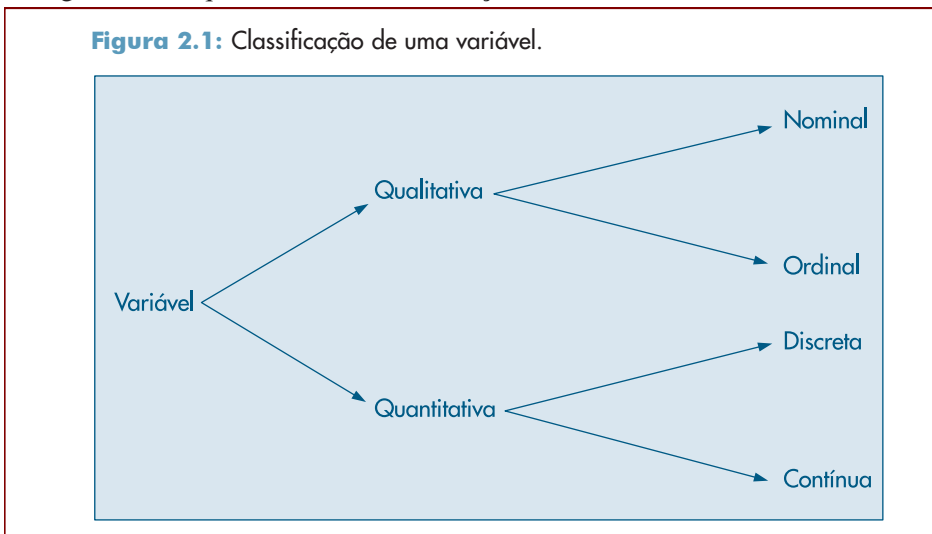 Figura 2.1: Classificação de uma variável.
Nominal
Qualitativa
Ordinal
Variável
Discreta
Quantitativa
Contínua